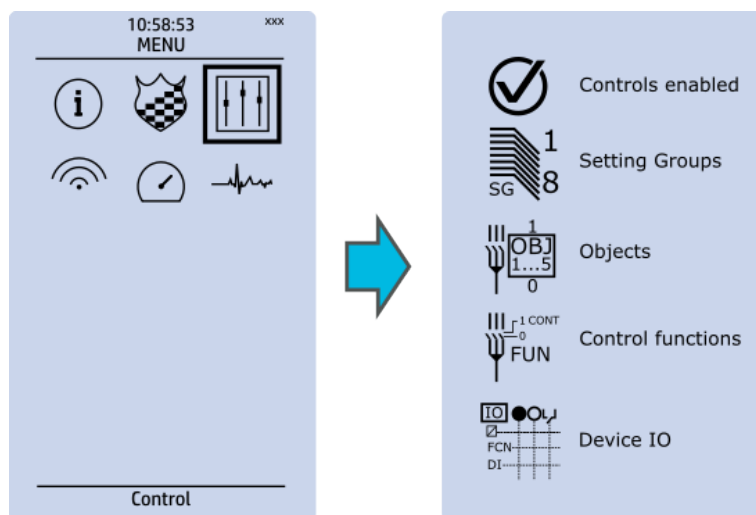 10:58:53 xxx
MENU
i
Control
Controls enabled
1
SG 8
Setting Groups
1
OBJ
1...5
0
Objects
1 CONT
0
FUN
Control functions
IO
FCN
DI
Device IO